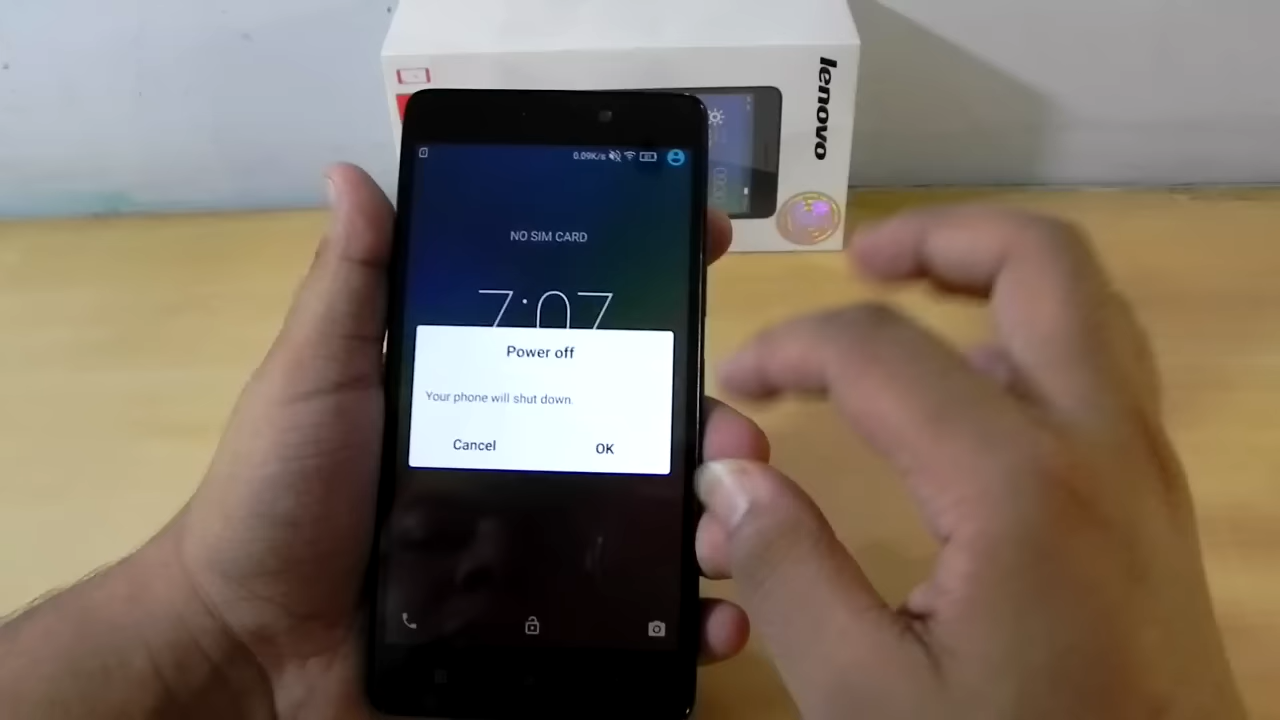 lenovo
0.09K/s
NO SIM CARD
7:07
Power off
Your phone will shut down.
Cancel
OK